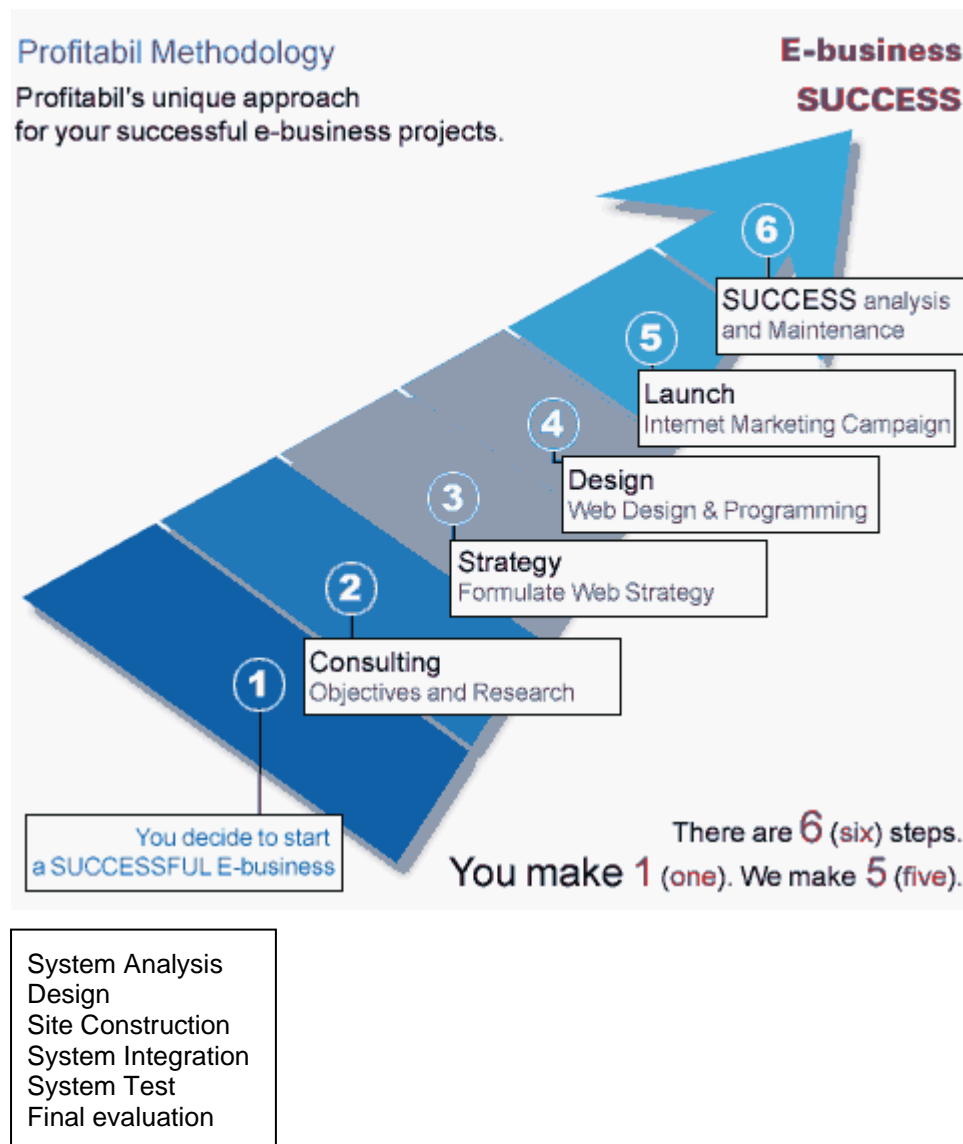 Profitabil Methodology
Profitabil's unique approach
for your successful e-business projects.
E-business
SUCCESS
6
SUCCESS analysis
and Maintenance
5
Launch
Internet Marketing Campaign
4
Design
Web Design & Programming
3
Strategy
Formulate Web Strategy
2
Consulting
Objectives and Research
1
You decide to start
a SUCCESSFUL E-business
There are 6 (six) steps.
You make 1 (one). We make 5 (five).
System Analysis
Design
Site Construction
System Integration
System Test
Final evaluation